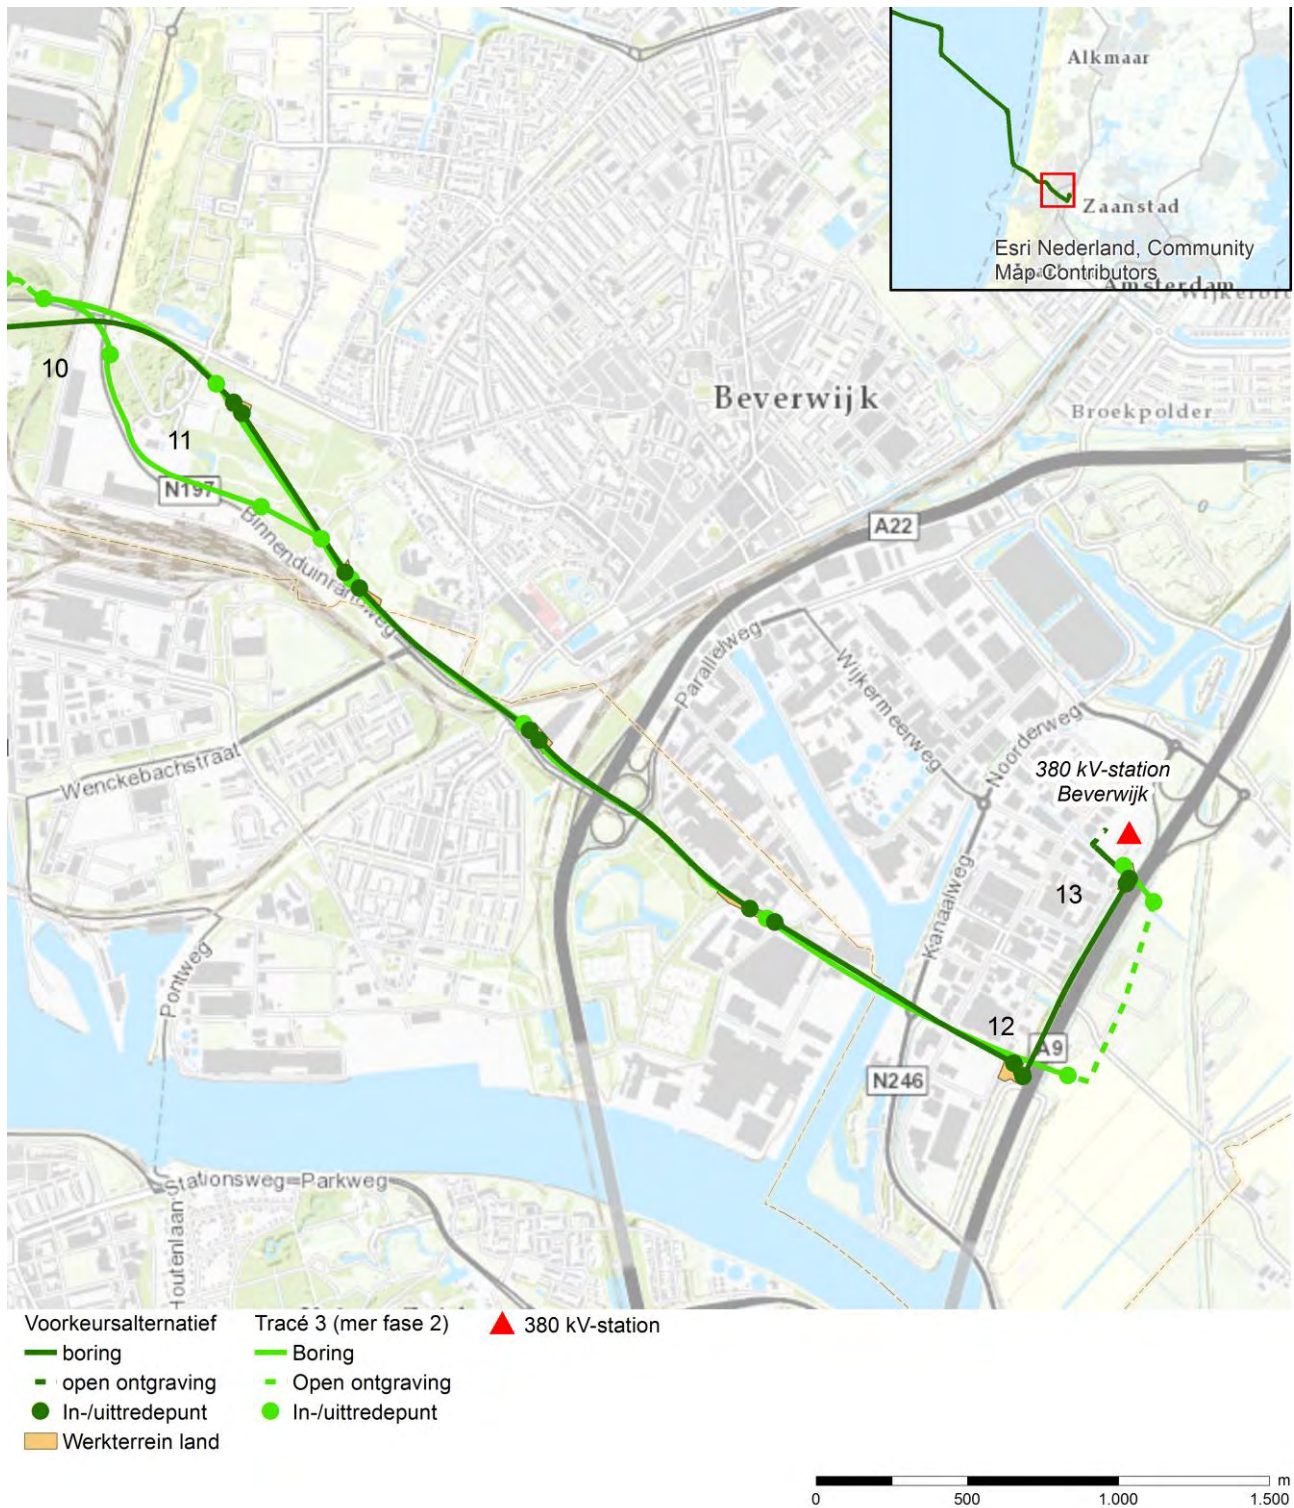 Alkmaar
Zaanstad
Esri Nederland, Community
Map Contributors
Amsterdam
10
Beverwijk
Broekpolder
11
N197
A22
Binnenduinrandweg
Parallelweg
Wijkermeerweg
Noorderweg
Wenckebachstraat
380 kV-station
Beverwijk
13
Kanaalweg
Pontweg
12
A9
N246
Stationsweg-Parkweg
Houtenlaan
Voorkeursalternatief
boring
open ontgraving
In-/uittredepunt
Werkterrein land
Tracé 3 (mer fase 2)
Boring
Open ontgraving
In-/uittredepunt
380 kV-station
m
0
500
1.000
1.500